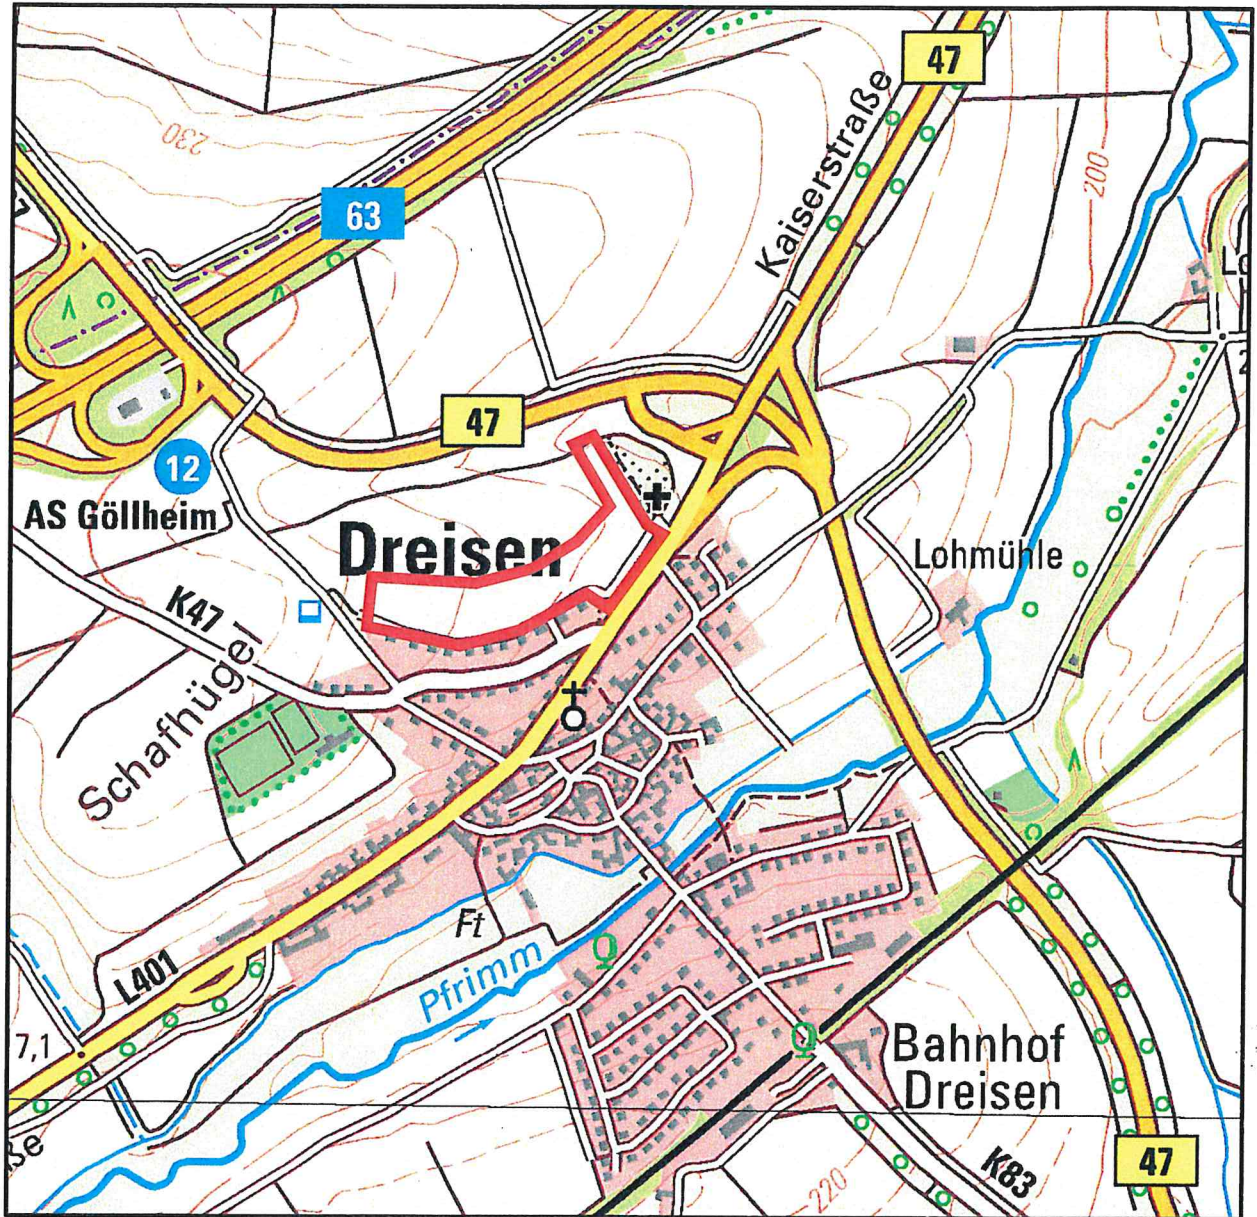 47
Kaiserstraße
230
200
63
47
12
AS Göllheim
Dreisen
Lohmühle
K47
Schafhügel
Ft
L401
Pfrimm
7,1
Bahnhof
Dreisen
47
K83
220